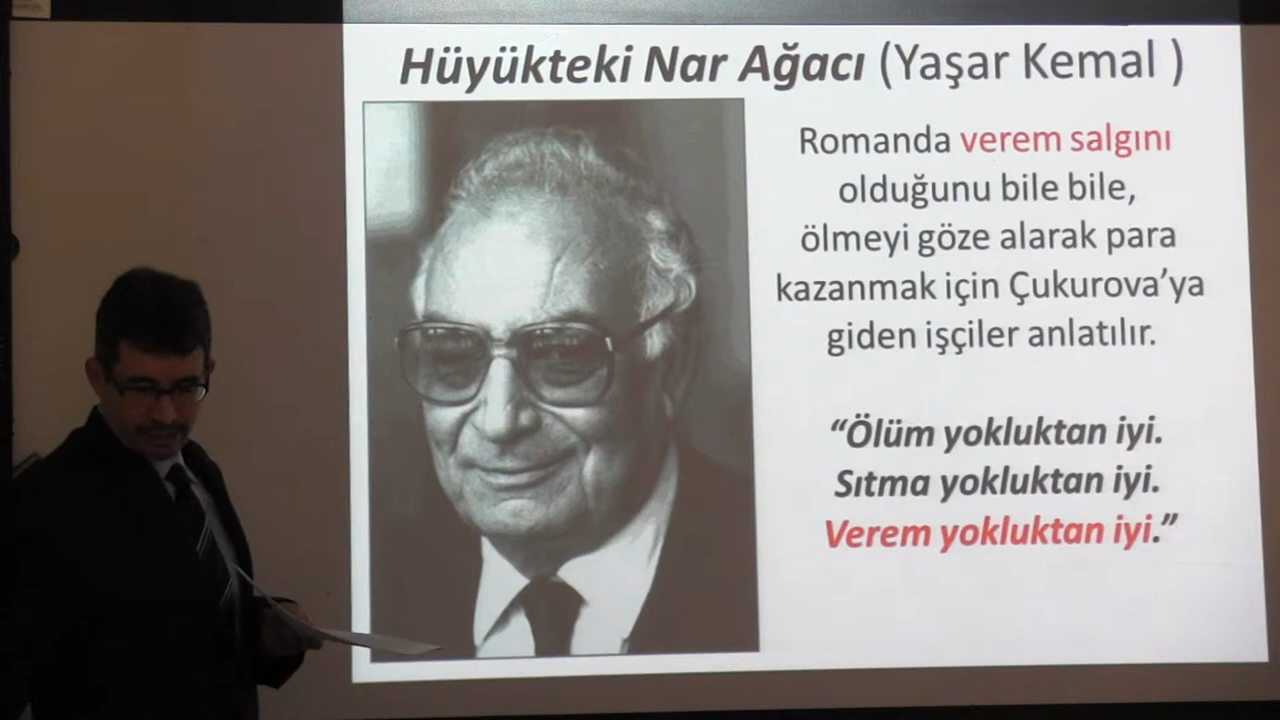 Hüyükteki Nar Ağacı (Yaşar Kemal )
Romanda verem salgını
olduğunu bile bile,
ölmeyi göze alarak para
kazanmak için Çukurova’ya
giden işçiler anlatılır.
“Ölüm yokluktan iyi.
Sıtma yokluktan iyi.
Verem yokluktan iyi.”